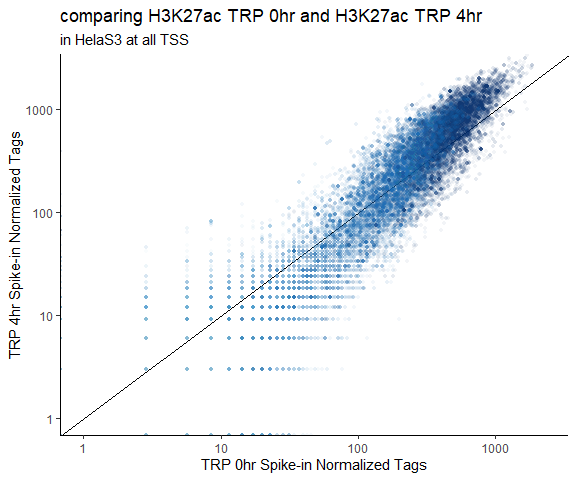 comparing H3K27ac TRP 0hr and H3K27ac TRP 4hr
in HelaS3 at all TSS
TRP 4hr Spike-in Normalized Tags
1000
100
10
1
1
10
100
1000
TRP 0hr Spike-in Normalized Tags